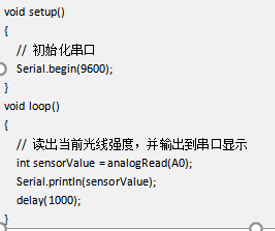 void setup()
{
// 初始化串口
Serial.begin(9600);
}
void loop()
{
// 读出当前光线强度，并输出到串口显示
int sensorValue = analogRead(A0);
Serial.println(sensorValue);
delay(1000);
}